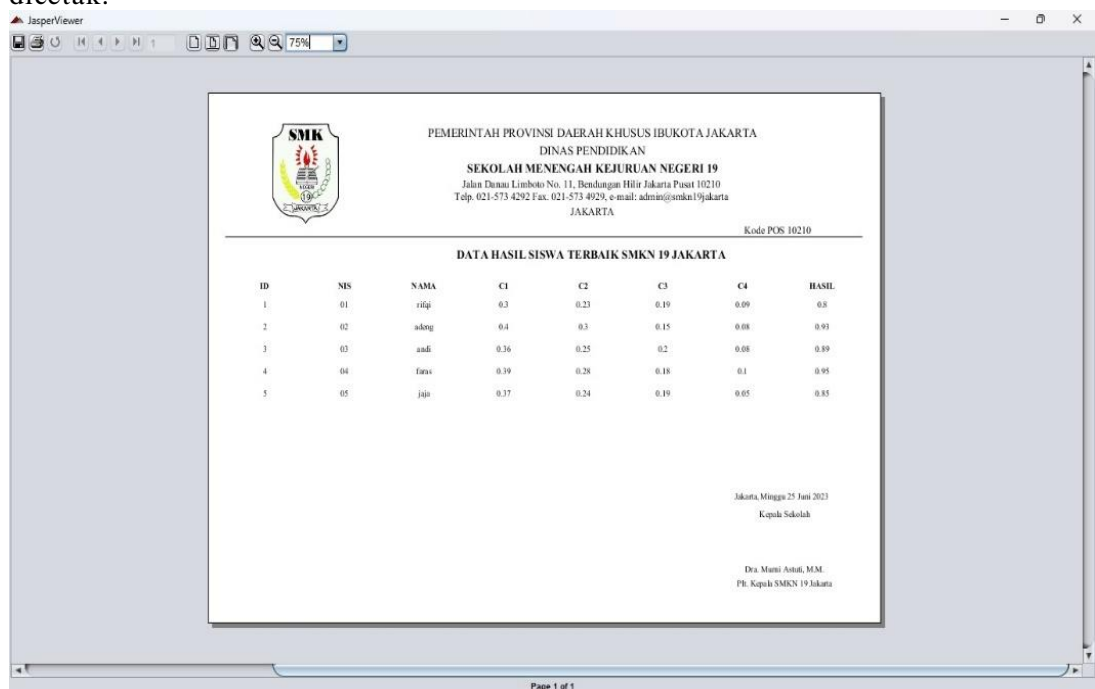 dicetak.
JasperViewer
1 75%
SMK
NEGERI
19
JAKARTA
PEMERINTAH PROVINSI DAERAH KHUSUS IBUKOTA JAKARTA
DINAS PENDIDIKAN
SEKOLAH MENENGAH KEJURUAN NEGERI 19
Jalan Danau Limboto No. 11, Bendungan Hilir Jakarta Pusat 10210
Telp. 021-573 4292 Fax. 021-573 4929, e-mail: admin@smkn19jakarta
JAKARTA
Kode POS 10210
DATA HASIL SISWA TERBAIK SMKN 19 JAKARTA
ID NIS NAMA C1 C2 C3 C4 HASIL
1 01 rifqi 0.3 0.23 0.19 0.09 0.8
2 02 adeng 0.4 0.3 0.15 0.08 0.93
3 03 andi 0.36 0.25 0.2 0.08 0.89
4 04 faras 0.39 0.28 0.18 0.1 0.95
5 05 jaja 0.37 0.24 0.19 0.05 0.85
Jakarta, Minggu 25 Juni 2023
Kepala Sekolah
Dra. Murni Astuti, M.M.
Plt. Kepala SMKN 19 Jakarta
Page 1 of 1